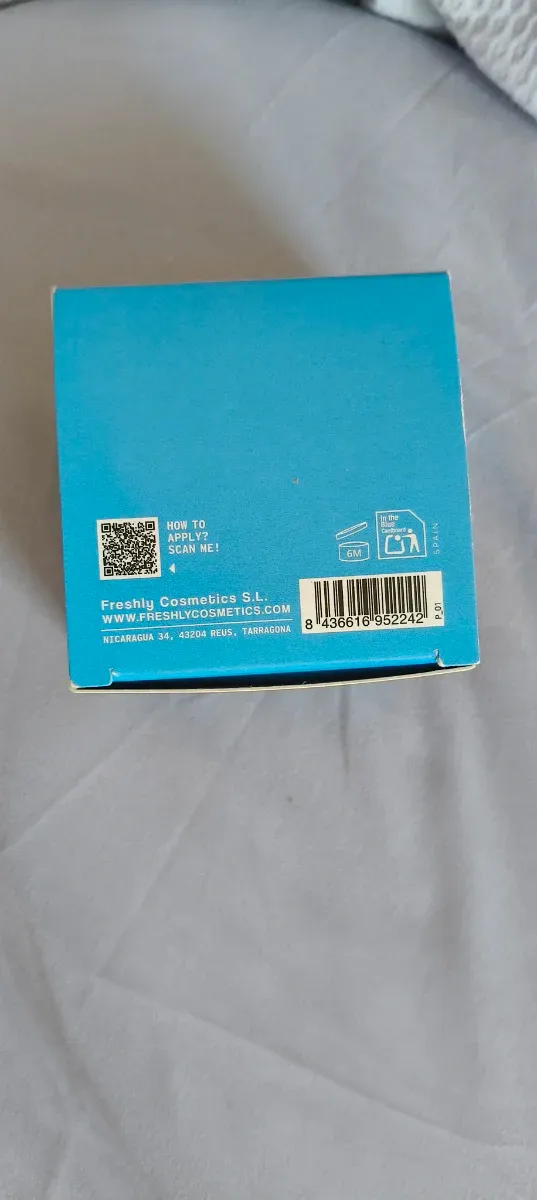 HOW TO
APPLY?
SCAN ME!
6M
In the
Blue
Cardboard
SPAIN
Freshly Cosmetics S.L.
WWW.FRESHLYCOSMETICS.COM
NICARAGUA 34, 43204 REUS, TARRAGONA
8 436616 952242
P.01